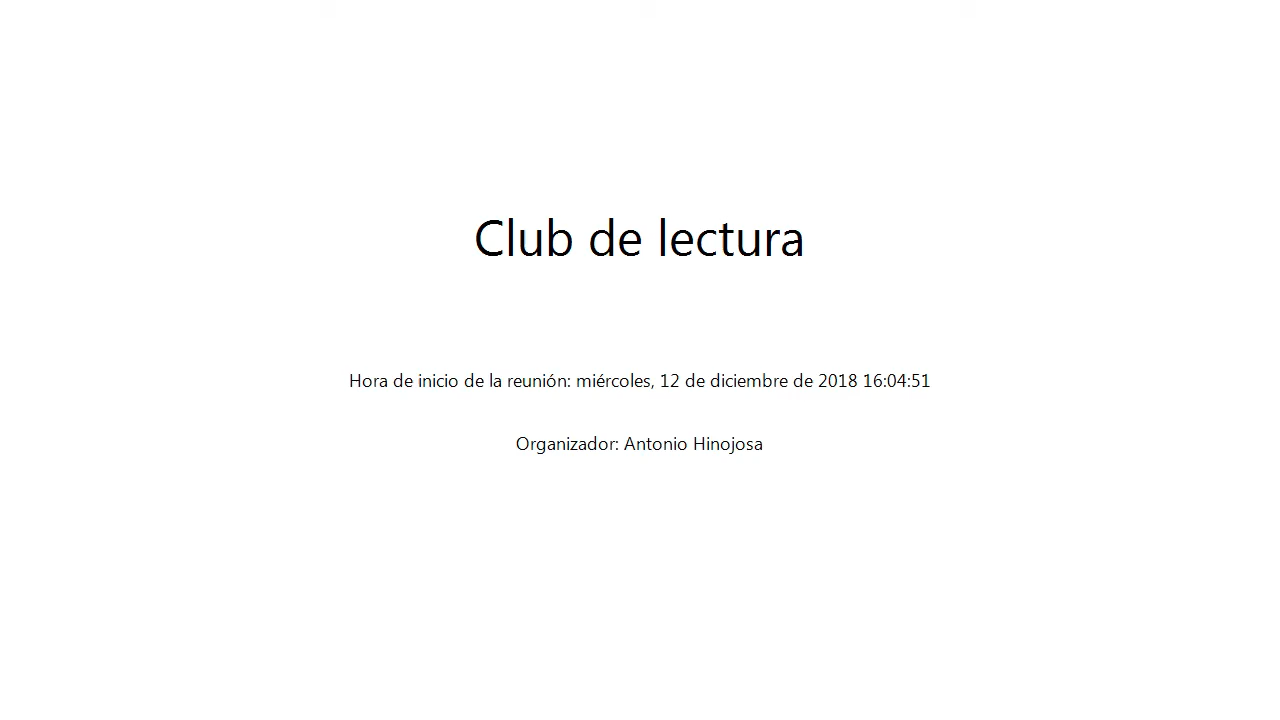 Club de lectura
Hora de inicio de la reunión: miércoles, 12 de diciembre de 2018 16:04:51
Organizador: Antonio Hinojosa